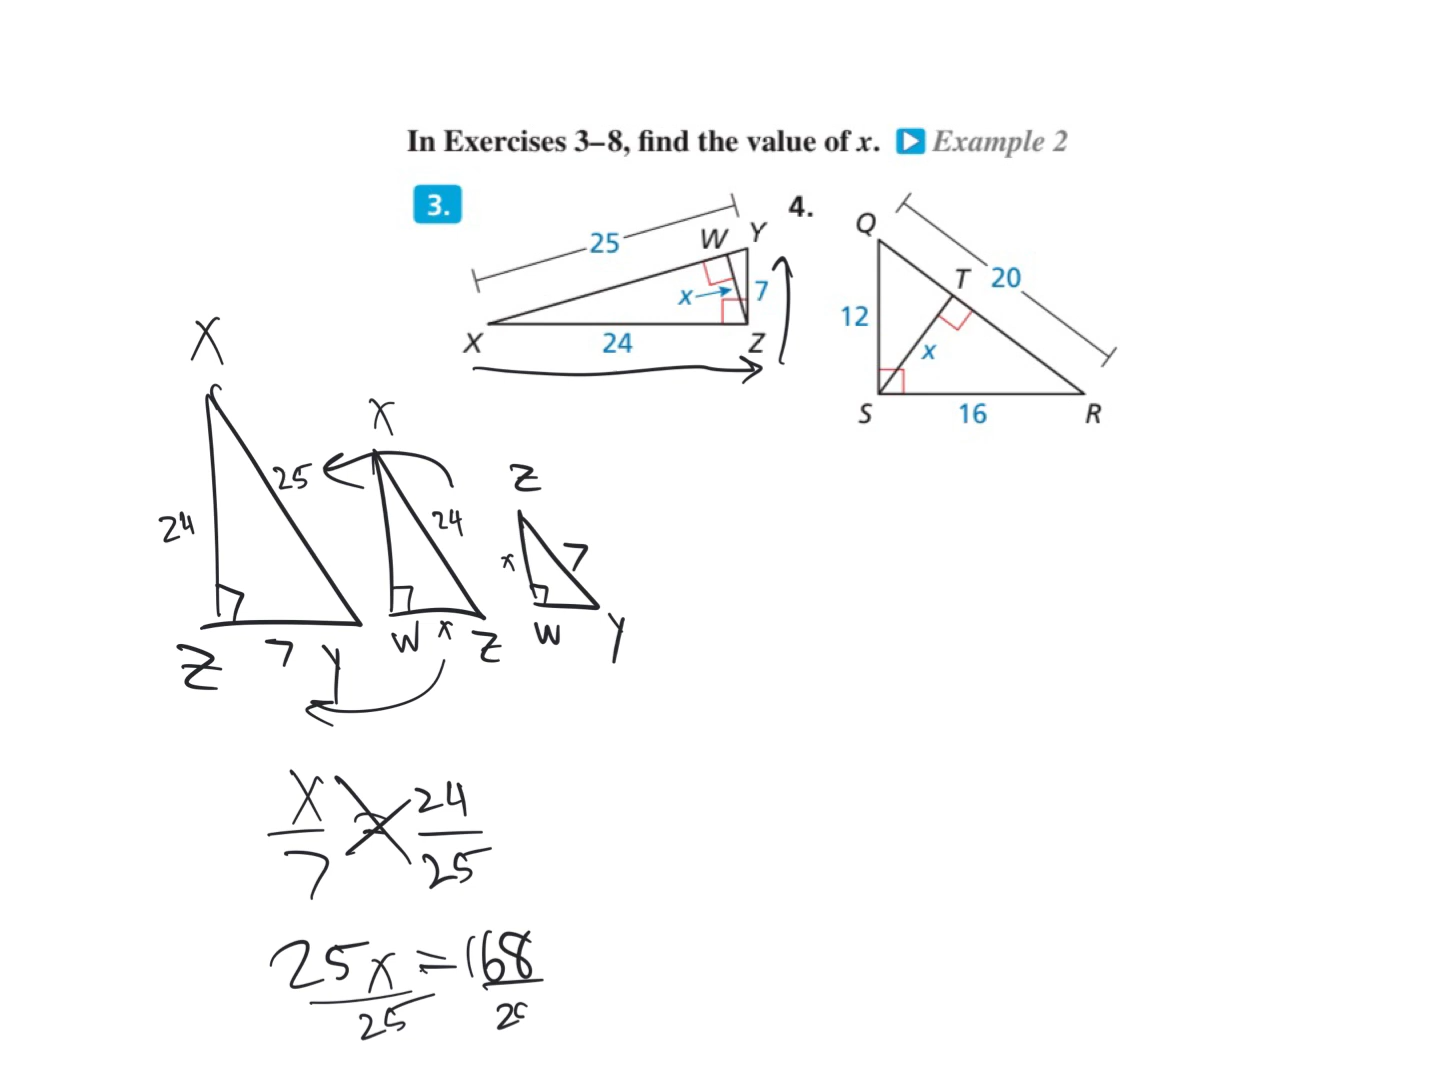 In Exercises 3–8, find the value of x. Example 2
3.
25
W
Y
x
7
X
24
Z
4.
Q
T
20
12
x
S
16
R
X
24
25
Z
7
Y
X
24
W
x
Z
Z
x
7
W
Y
X/7 = 24/25
25x = 168
25